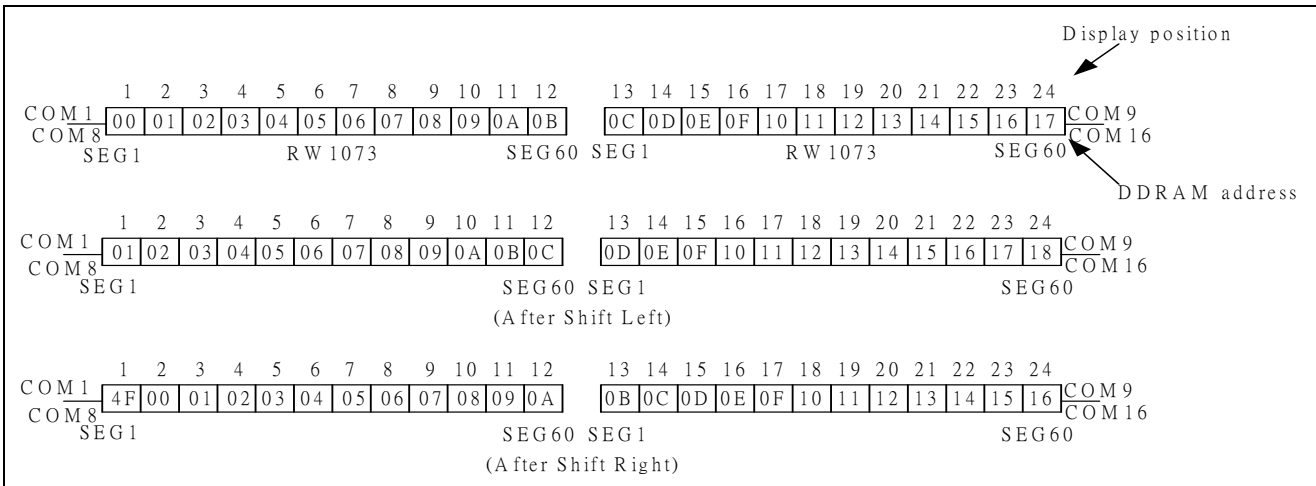 Display position
1 2 3 4 5 6 7 8 9 10 11 12 13 14 15 16 17 18 19 20 21 22 23 24
COM1 00 01 02 03 04 05 06 07 08 09 0A 0B 0C 0D 0E 0F 10 11 12 13 14 15 16 17 COM9
COM8 COM16
SEG1 RW1073 SEG60 SEG1 RW1073 SEG60
DDRAM address
1 2 3 4 5 6 7 8 9 10 11 12 13 14 15 16 17 18 19 20 21 22 23 24
COM1 01 02 03 04 05 06 07 08 09 0A 0B 0C 0D 0E 0F 10 11 12 13 14 15 16 17 18 COM9
COM8 COM16
SEG1 SEG60 SEG1 SEG60
(After Shift Left)
1 2 3 4 5 6 7 8 9 10 11 12 13 14 15 16 17 18 19 20 21 22 23 24
COM1 4F 00 01 02 03 04 05 06 07 08 09 0A 0B 0C 0D 0E 0F 10 11 12 13 14 15 16 COM9
COM8 COM16
SEG1 SEG60 SEG1 SEG60
(After Shift Right)